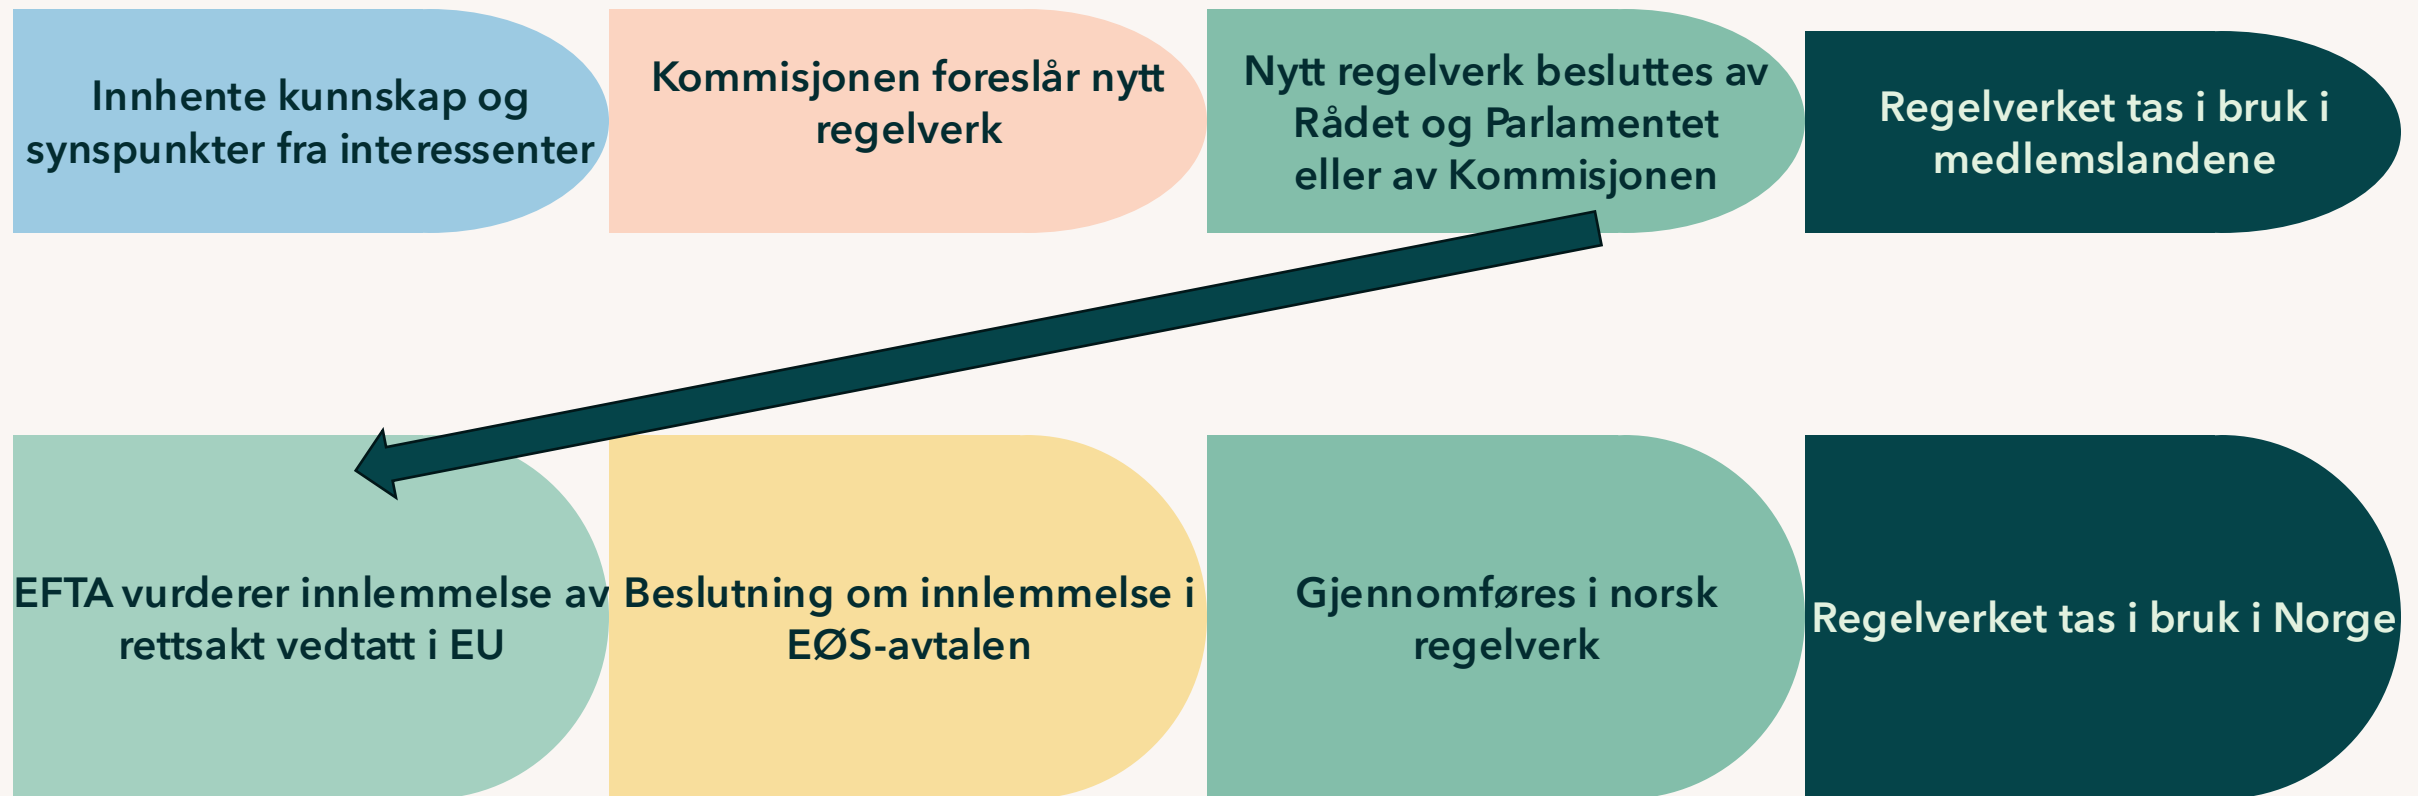 Innhente kunnskap og
synspunkter fra interessenter
Kommisjonen foreslår nytt
regelverk
Nytt regelverk besluttes av
Rådet og Parlamentet
eller av Kommisjonen
Regelverket tas i bruk i
medlemslandene
EFTA vurderer innlemmelse av
rettsakt vedtatt i EU
Beslutning om innlemmelse i
EØS-avtalen
Gjennomføres i norsk
regelverk
Regelverket tas i bruk i Norge